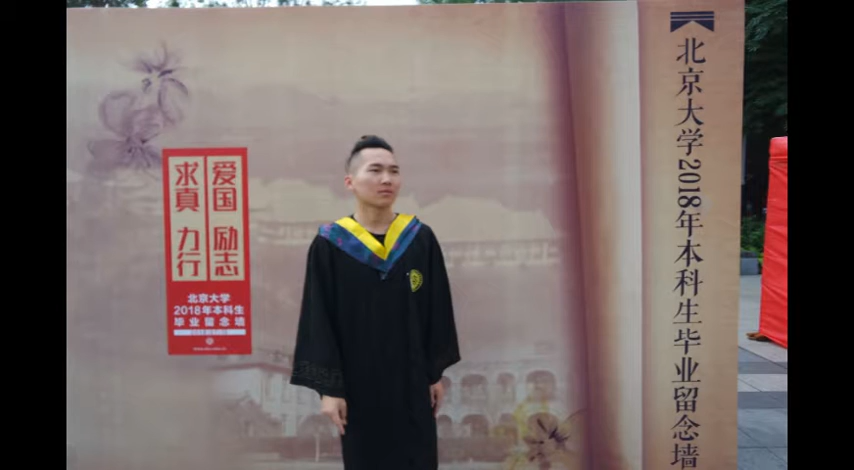 爱国 励志
求真 力行
北京大学
2018年本科生
毕业留念墙
北京大学2018年本科生毕业留念墙